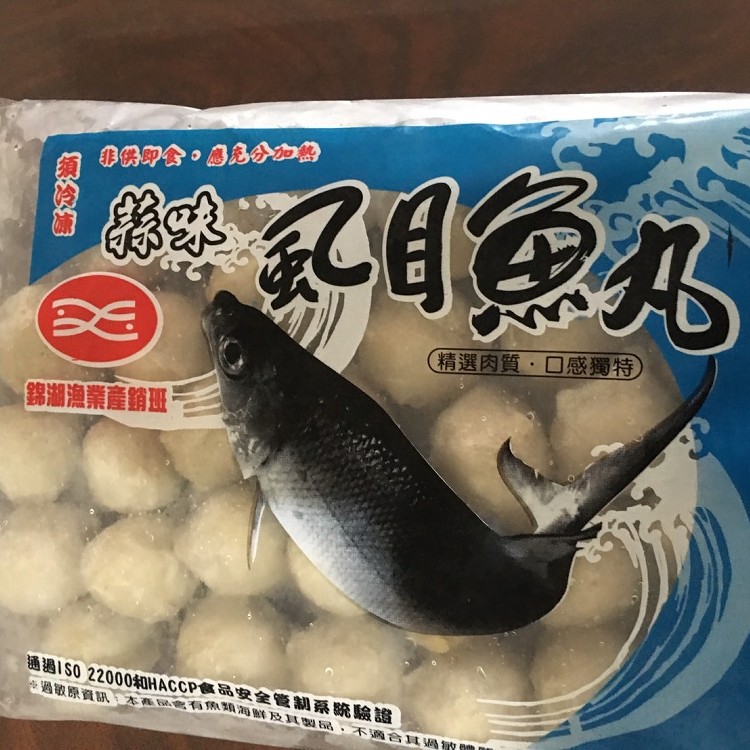 須冷凍
非供即食・應充分加熱
蒜味
虱目魚丸
精選肉質・口感獨特
錦湖漁業產銷班
通過ISO 22000和HACCP食品安全管制系統驗證
＊過敏原資訊：本產品含有魚類海鮮及其製品，不適合其過敏體質